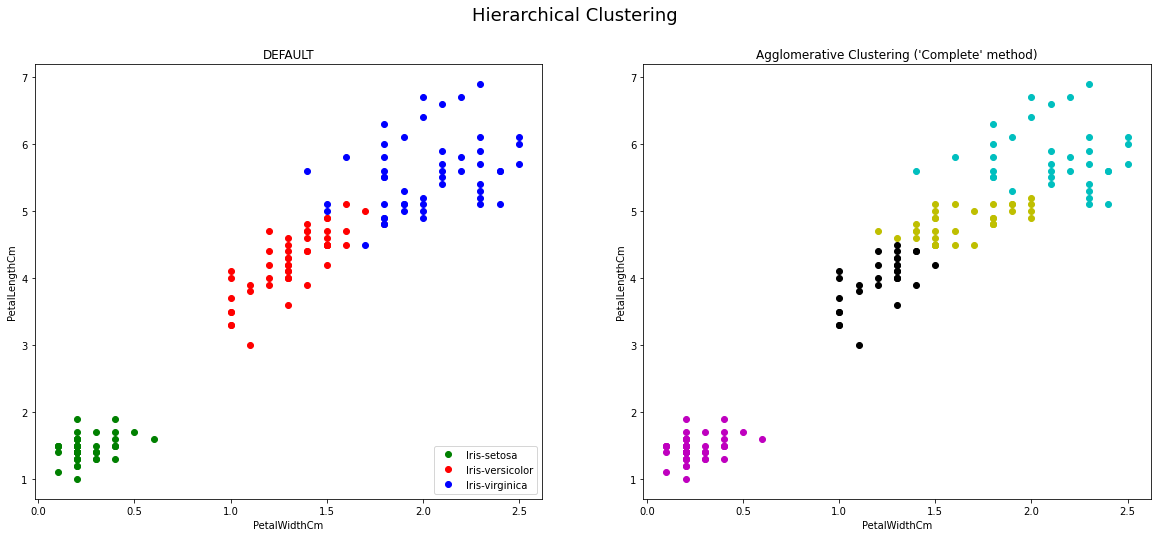 Hierarchical Clustering
DEFAULT
7
6
5
4
3
2
1
PetalLengthCm
0.0 0.5 1.0 1.5 2.0 2.5
PetalWidthCm
Iris-setosa
Iris-versicolor
Iris-virginica
Agglomerative Clustering ('Complete' method)
7
6
5
4
3
2
1
PetalLengthCm
0.0 0.5 1.0 1.5 2.0 2.5
PetalWidthCm